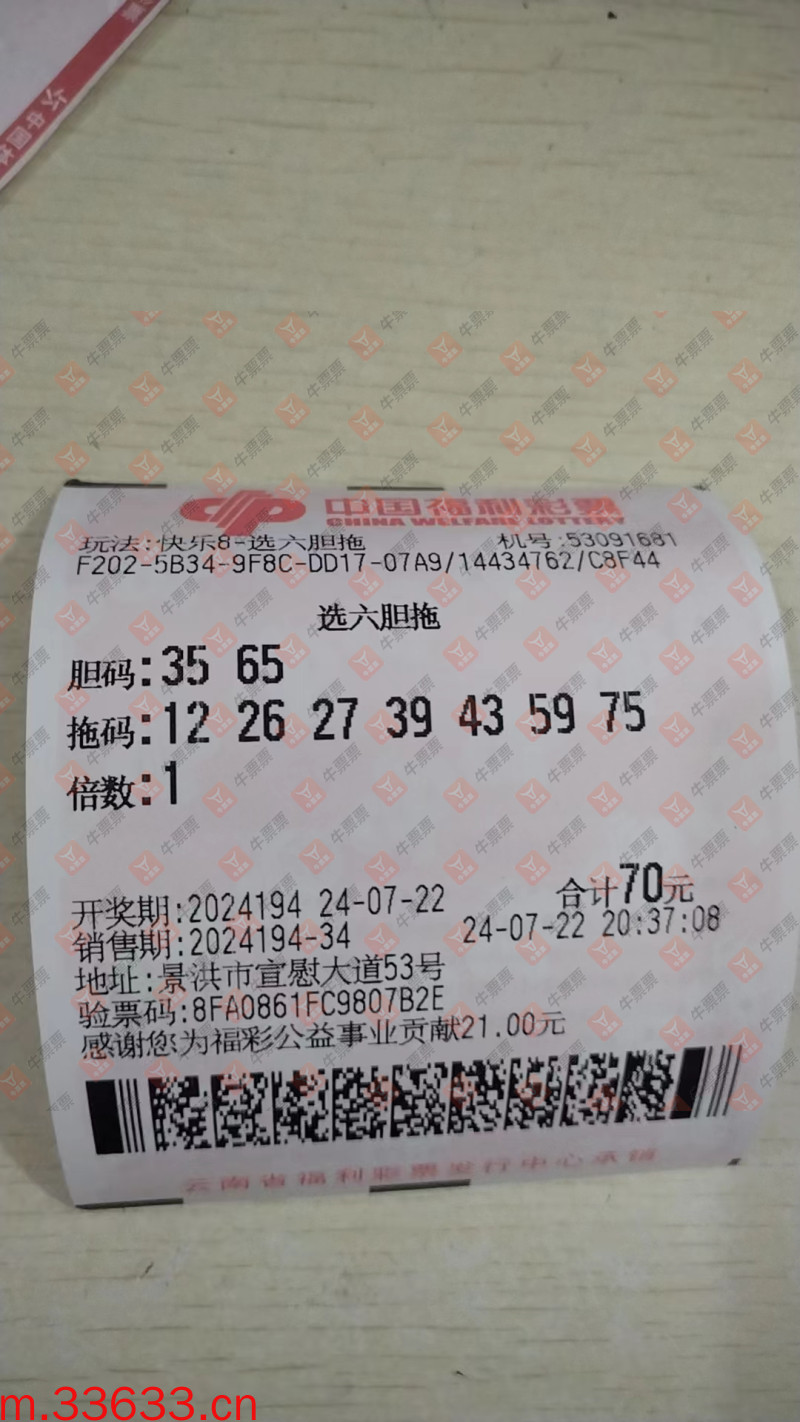 中国福利彩票
CHINA WELFARE LOTTERY
玩法:快乐8-选六胆拖 机号:53091681
F202-5B34-9F8C-DD17-07A9/14434762/C8F44
选六胆拖
胆码:35 65
拖码:12 26 27 39 43 59 75
倍数:1
合计70元
开奖期:2024194 24-07-22
销售期:2024194-34 24-07-22 20:37:08
地址:景洪市宣慰大道53号
验票码:8FA0861FC9807B2E
感谢您为福彩公益事业贡献21.00元
云南省福利彩票发行中心承销
牛票票
m.33633.cn